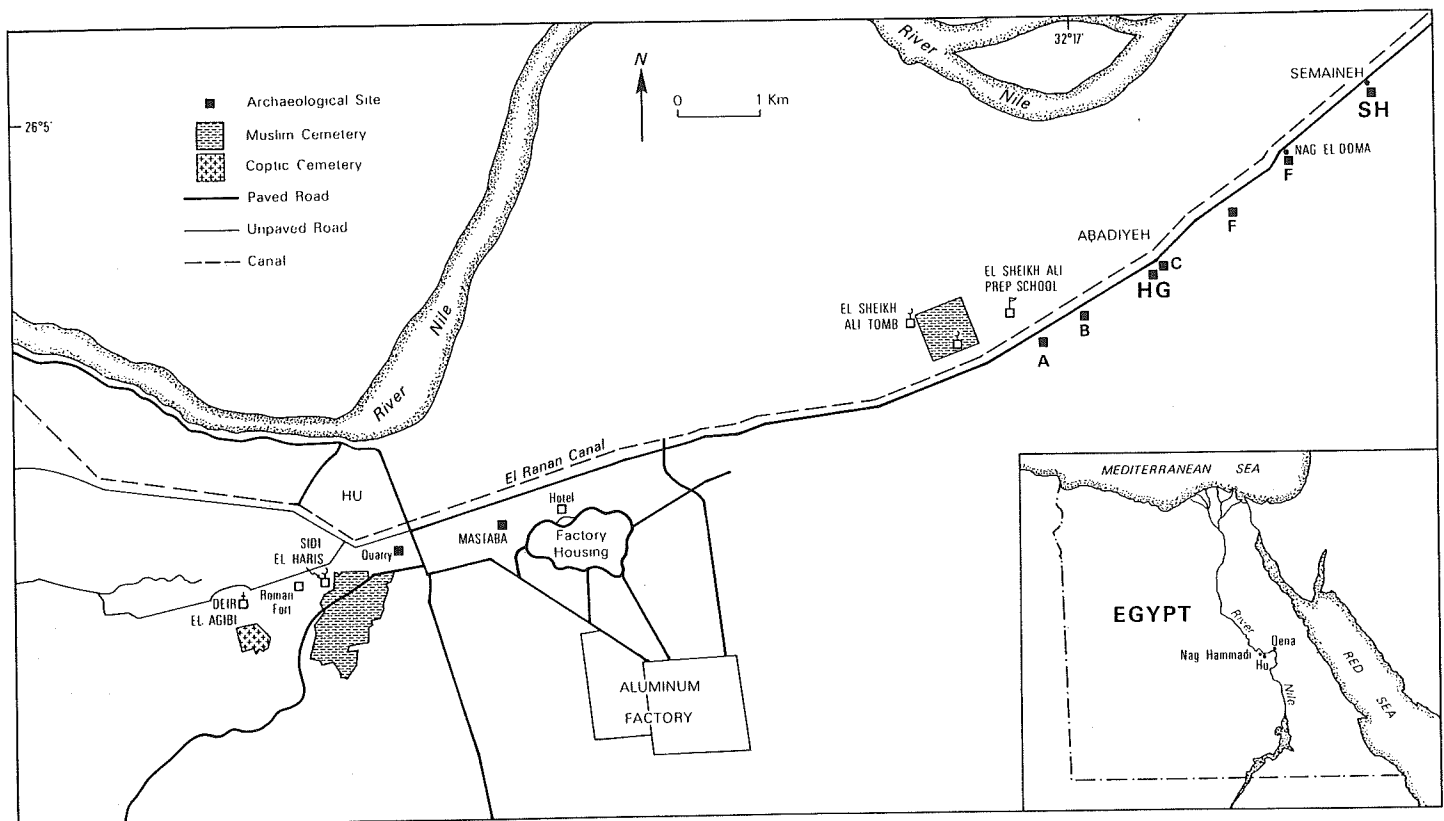 River
Nile
32°17'
N
0 1 Km
SEMAINEH
SH
26°5'
Archaeological Site
Muslim Cemetery
Coptic Cemetery
Paved Road
Unpaved Road
Canal
NAG EL DOMA
F
F
ABADIYEH
C
HG
EL SHEIKH ALI
PREP SCHOOL
EL SHEIKH
ALI TOMB
B
A
River Nile
El Ranan Canal
HU
Hotel
MASTABA
Factory
Housing
Quarry
SIDI
EL HARIS
Roman
Fort
DEIR
EL AGIBI
ALUMINUM
FACTORY
MEDITERRANEAN SEA
EGYPT
River
Qena
Nag Hammadi
Hu
Nile
RED
SEA